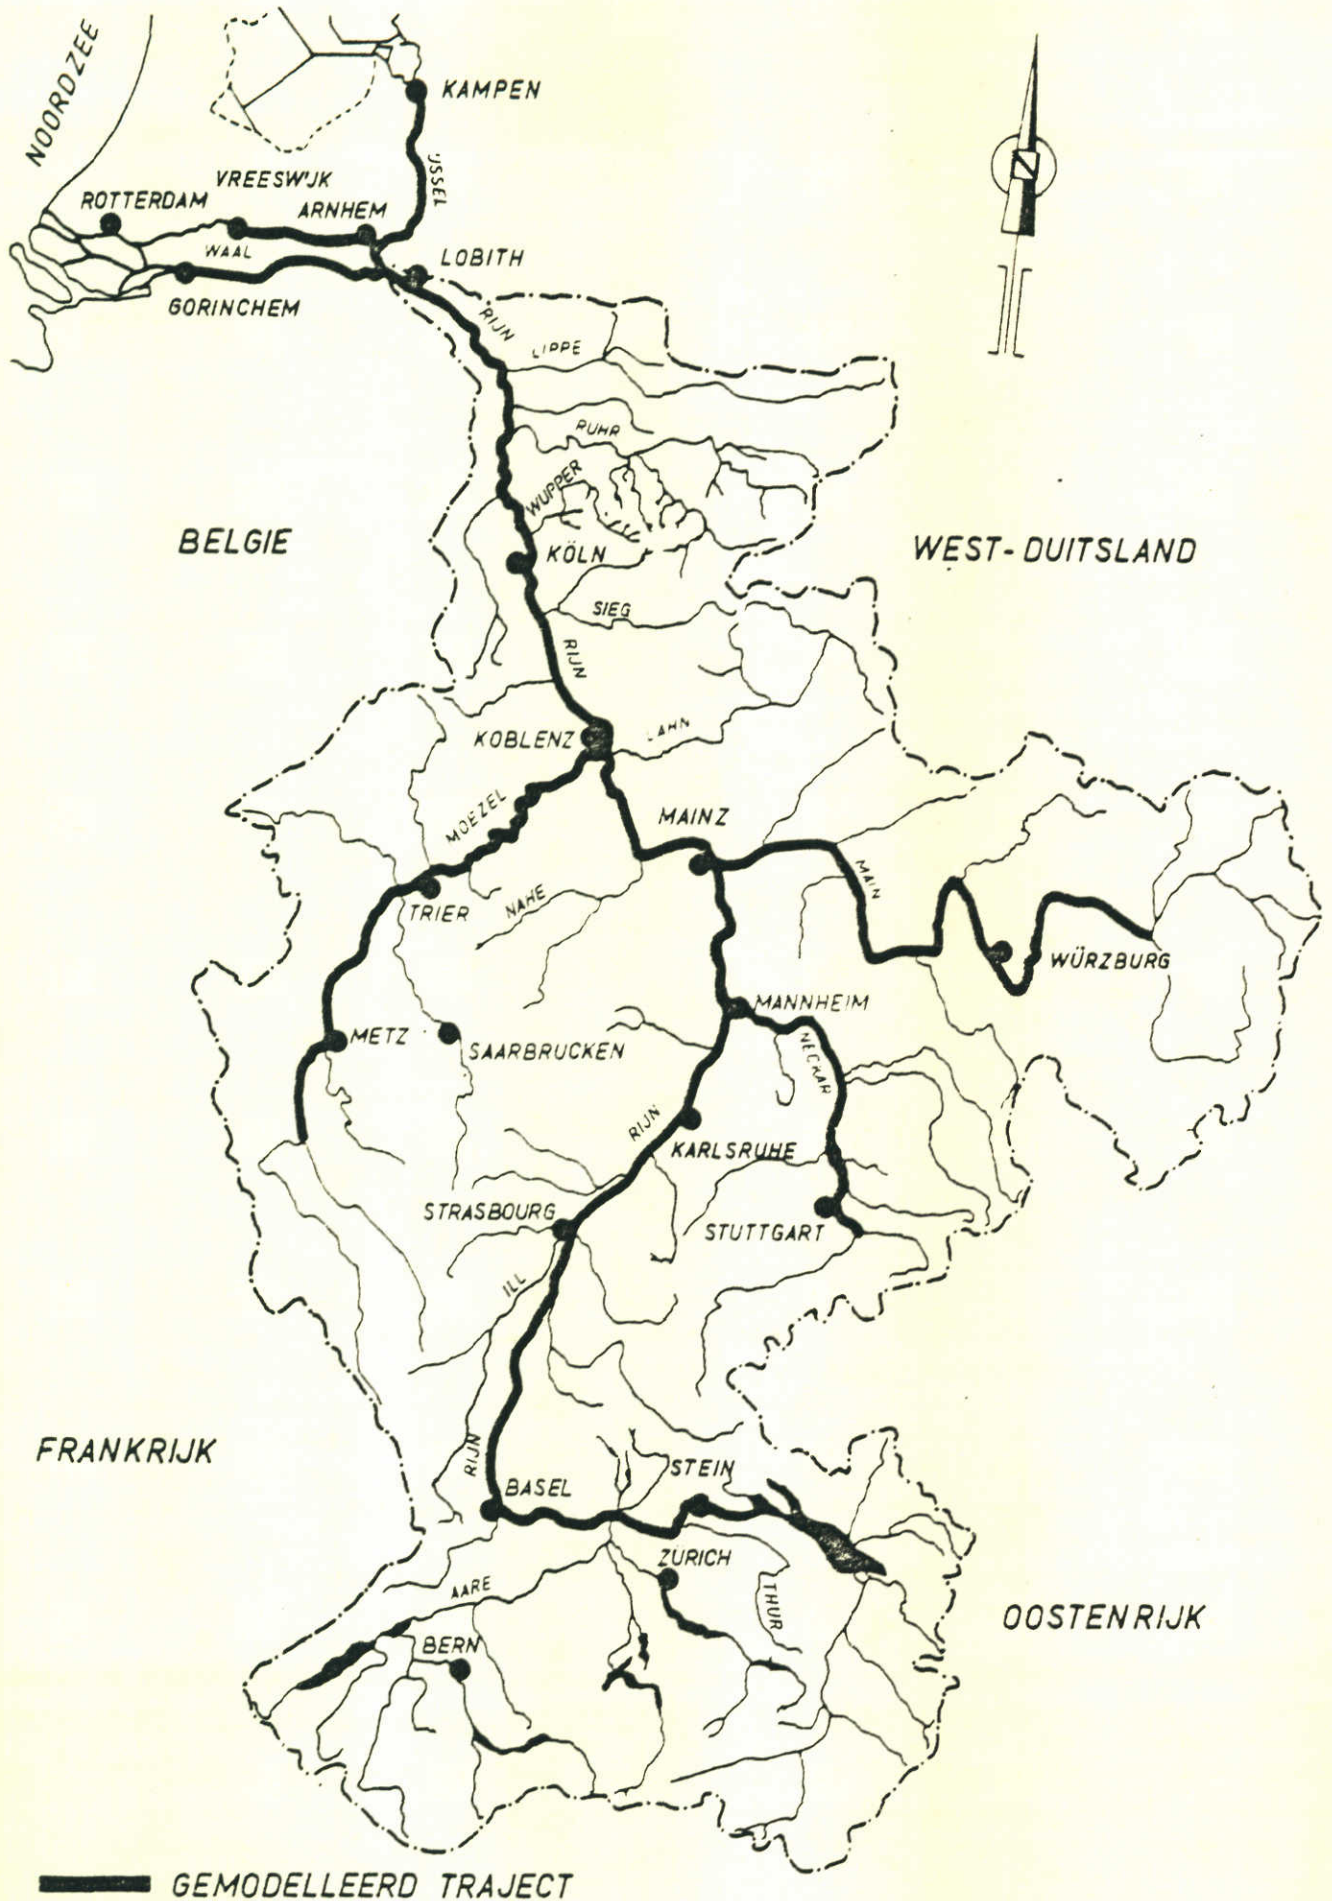 NOORDZEE
KAMPEN
IJSSEL
VREESWIJK
ROTTERDAM
ARNHEM
WAAL
LOBITH
GORINCHEM
RIJN
LIPPE
RUHR
WUPPER
BELGIE
KÖLN
WEST-DUITSLAND
SIEG
RIJN
KOBLENZ
LAHN
MOEZEL
MAINZ
MAIN
TRIER
NAHE
WÜRZBURG
MANNHEIM
METZ
SAARBRUCKEN
NECKAR
RIJN
KARLSRUHE
STRASBOURG
STUTTGART
ILL
FRANKRIJK
RIJN
STEIN
BASEL
ZÜRICH
AARE
THUR
OOSTENRIJK
BERN
GEMODELLEERD TRAJECT
N